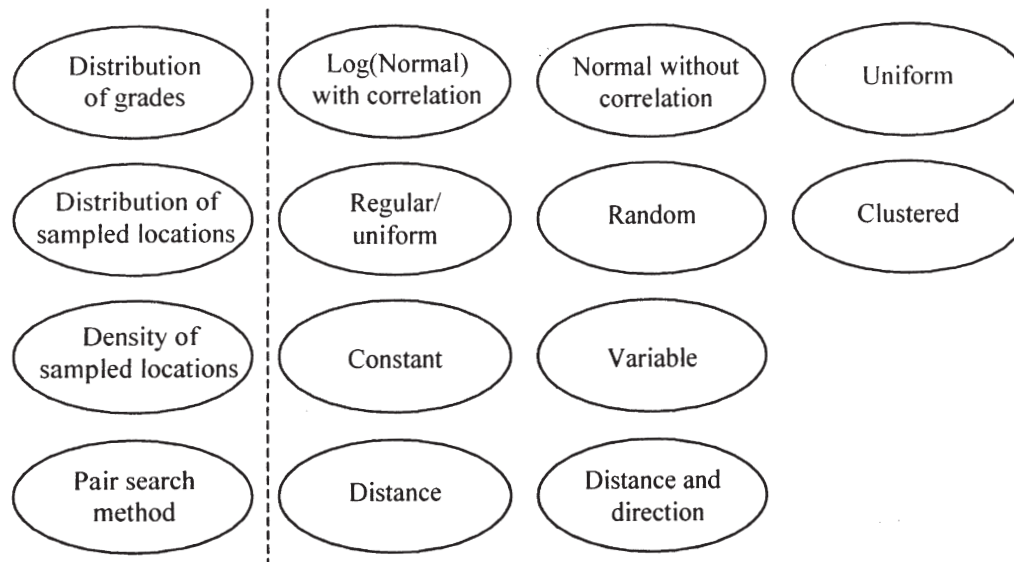 Distribution
of grades
Log(Normal)
with correlation
Normal without
correlation
Uniform
Distribution of
sampled locations
Regular/
uniform
Random
Clustered
Density of
sampled locations
Constant
Variable
Pair search
method
Distance
Distance and
direction